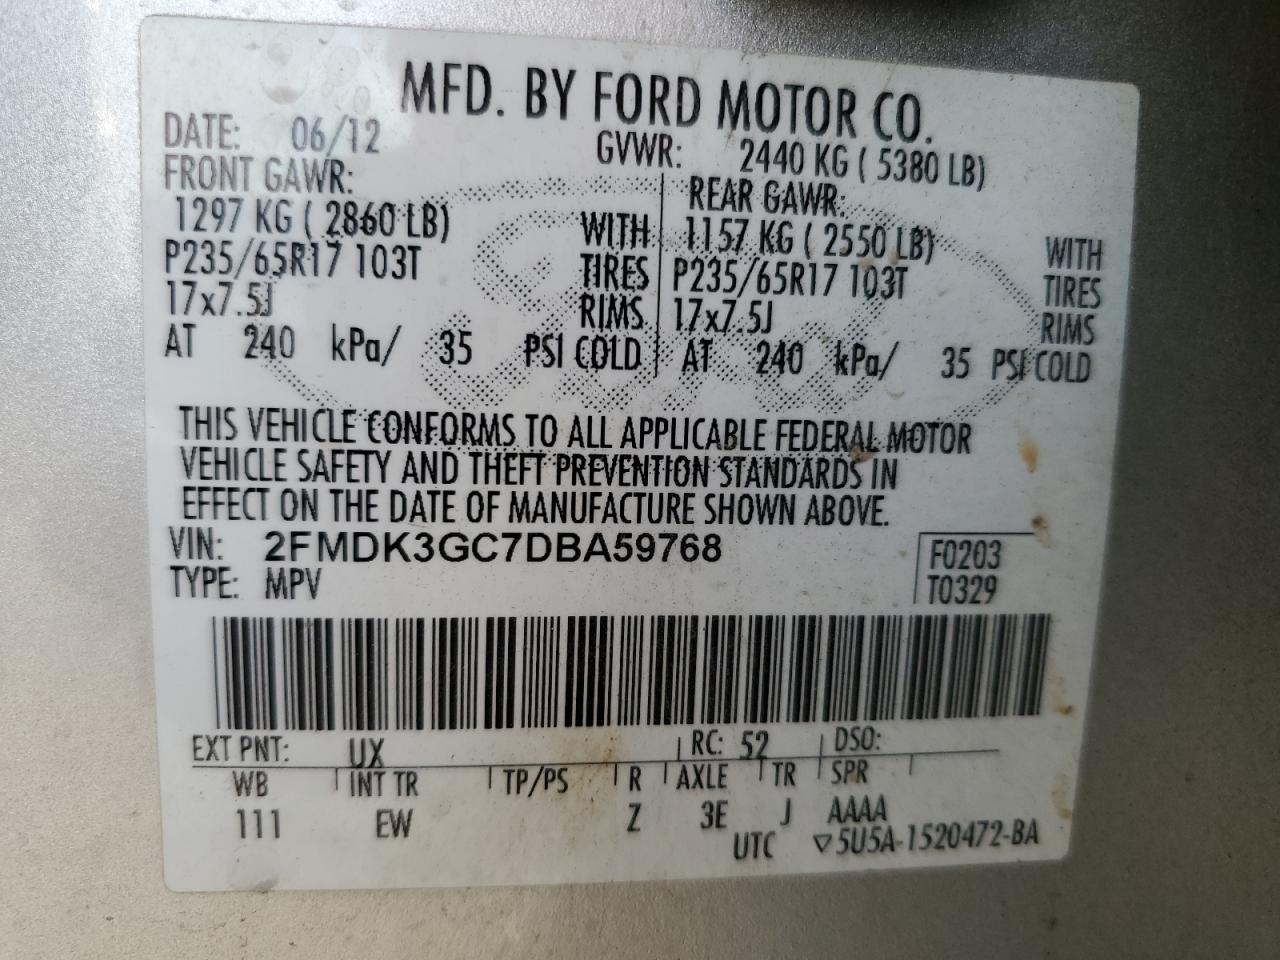 MFD. BY FORD MOTOR CO.
DATE: 06/12 GVWR: 2440 KG ( 5380 LB)
FRONT GAWR: REAR GAWR:
1297 KG ( 2860 LB) WITH 1157 KG ( 2550 LB) WITH
P235/65R17 103T TIRES P235/65R17 103T TIRES
17x7.5J RIMS 17x7.5J RIMS
AT 240 kPa/ 35 PSI COLD AT 240 kPa/ 35 PSI COLD
THIS VEHICLE CONFORMS TO ALL APPLICABLE FEDERAL MOTOR
VEHICLE SAFETY AND THEFT PREVENTION STANDARDS IN
EFFECT ON THE DATE OF MANUFACTURE SHOWN ABOVE.
VIN: 2FMDK3GC7DBA59768 F0203
TYPE: MPV T0329
EXT PNT: UX RC: 52 DSO:
WB INT TR TP/PS R AXLE TR SPR
111 EW Z 3E J AAAA
UTC ▽5U5A-1520472-BA